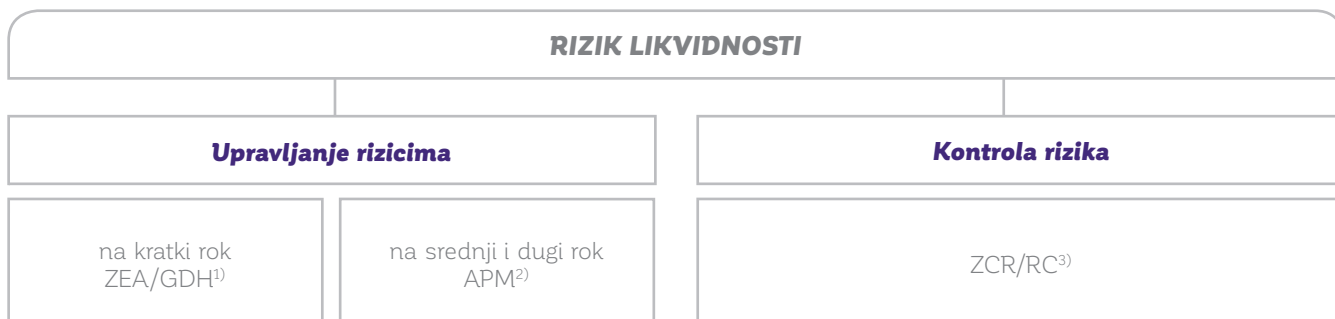 RIZIK LIKVIDNOSTI
Upravljanje rizicima
Kontrola rizika
na kratki rok
ZEA/GDH1)
na srednji i dugi rok
APM2)
ZCR/RC3)